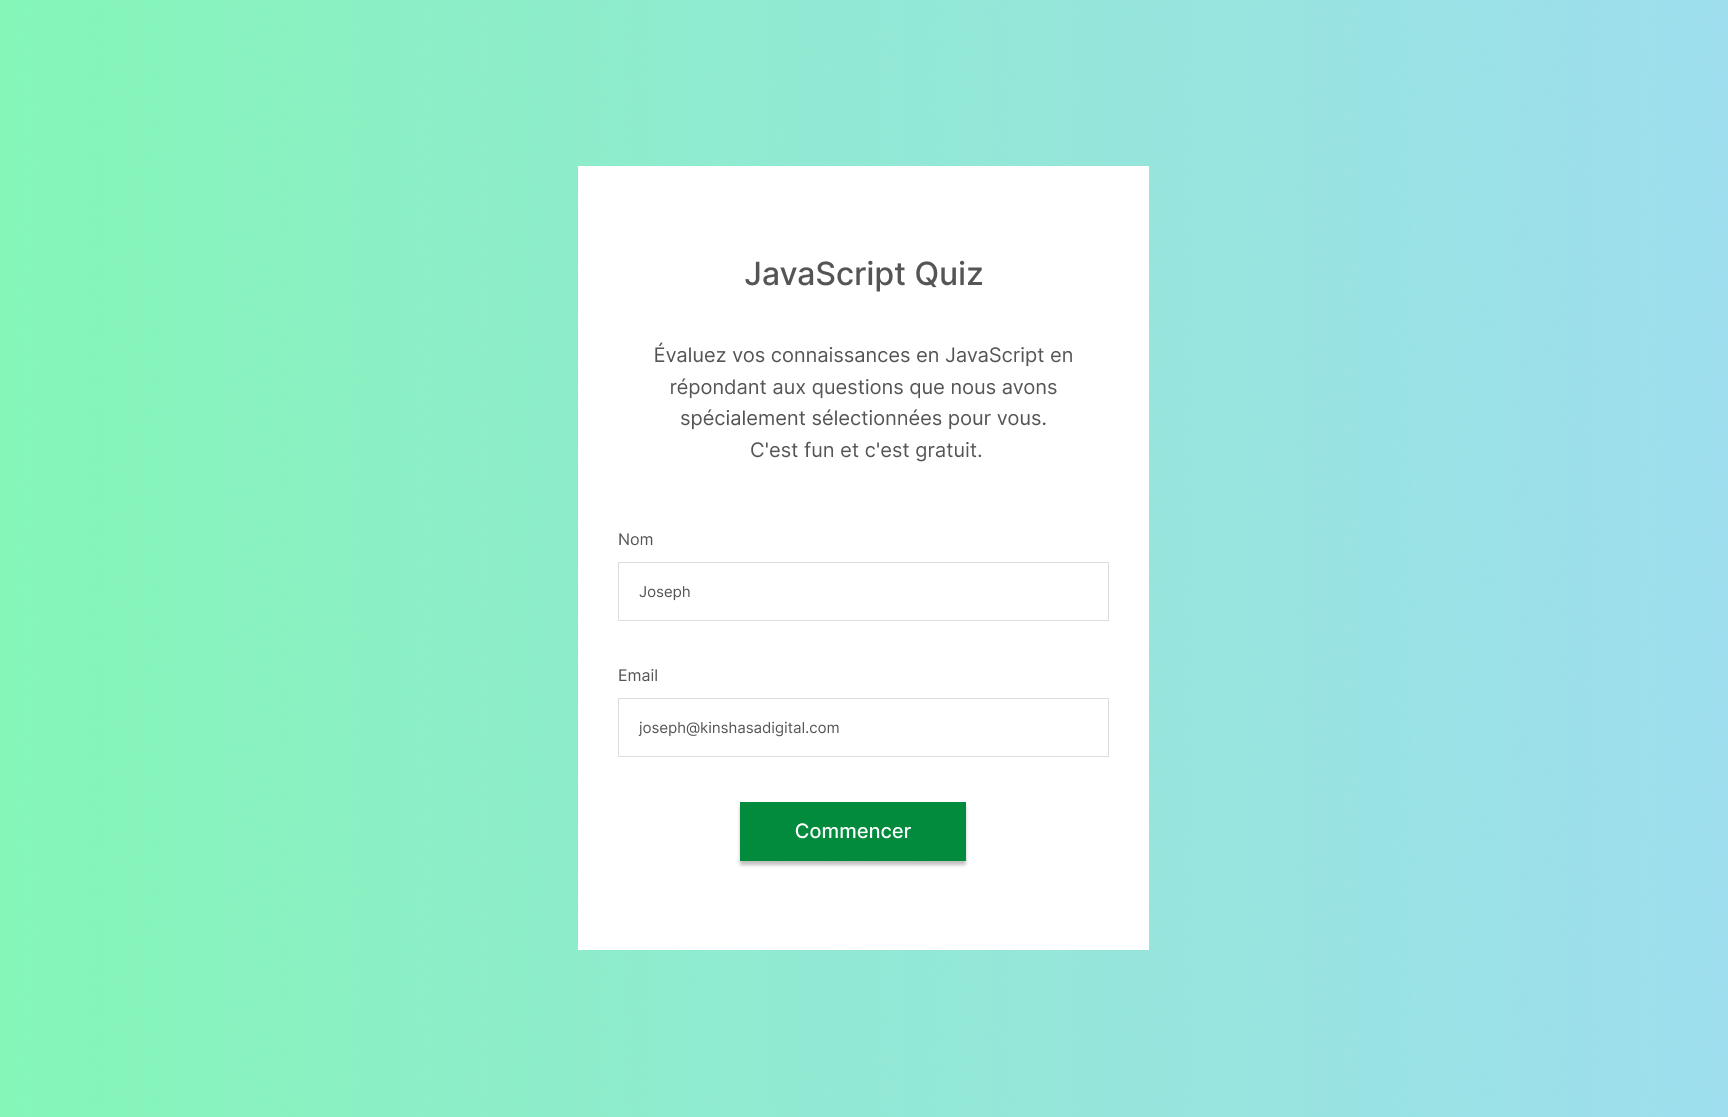 JavaScript Quiz
Évaluez vos connaissances en JavaScript en
répondant aux questions que nous avons
spécialement sélectionnées pour vous.
C'est fun et c'est gratuit.
Nom
Joseph
Email
joseph@kinshasadigital.com
Commencer